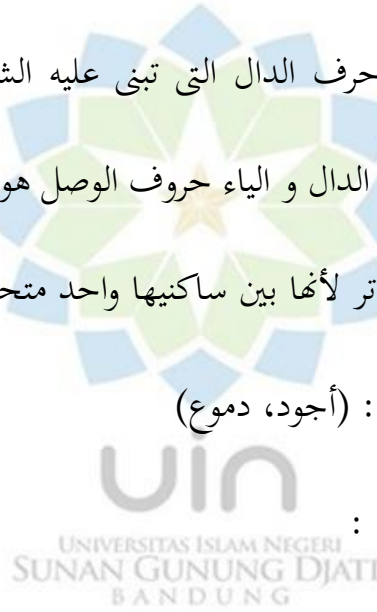 حرف الدال التى تبنى عليه
الدال و الياء حروف الوصل هو
لأنها بين ساكنيها واحد
: (أجود، دموع)
:
uin
UNIVERSITAS ISLAM NEGERI
SUNAN GUNUNG DJATI
BANDUNG